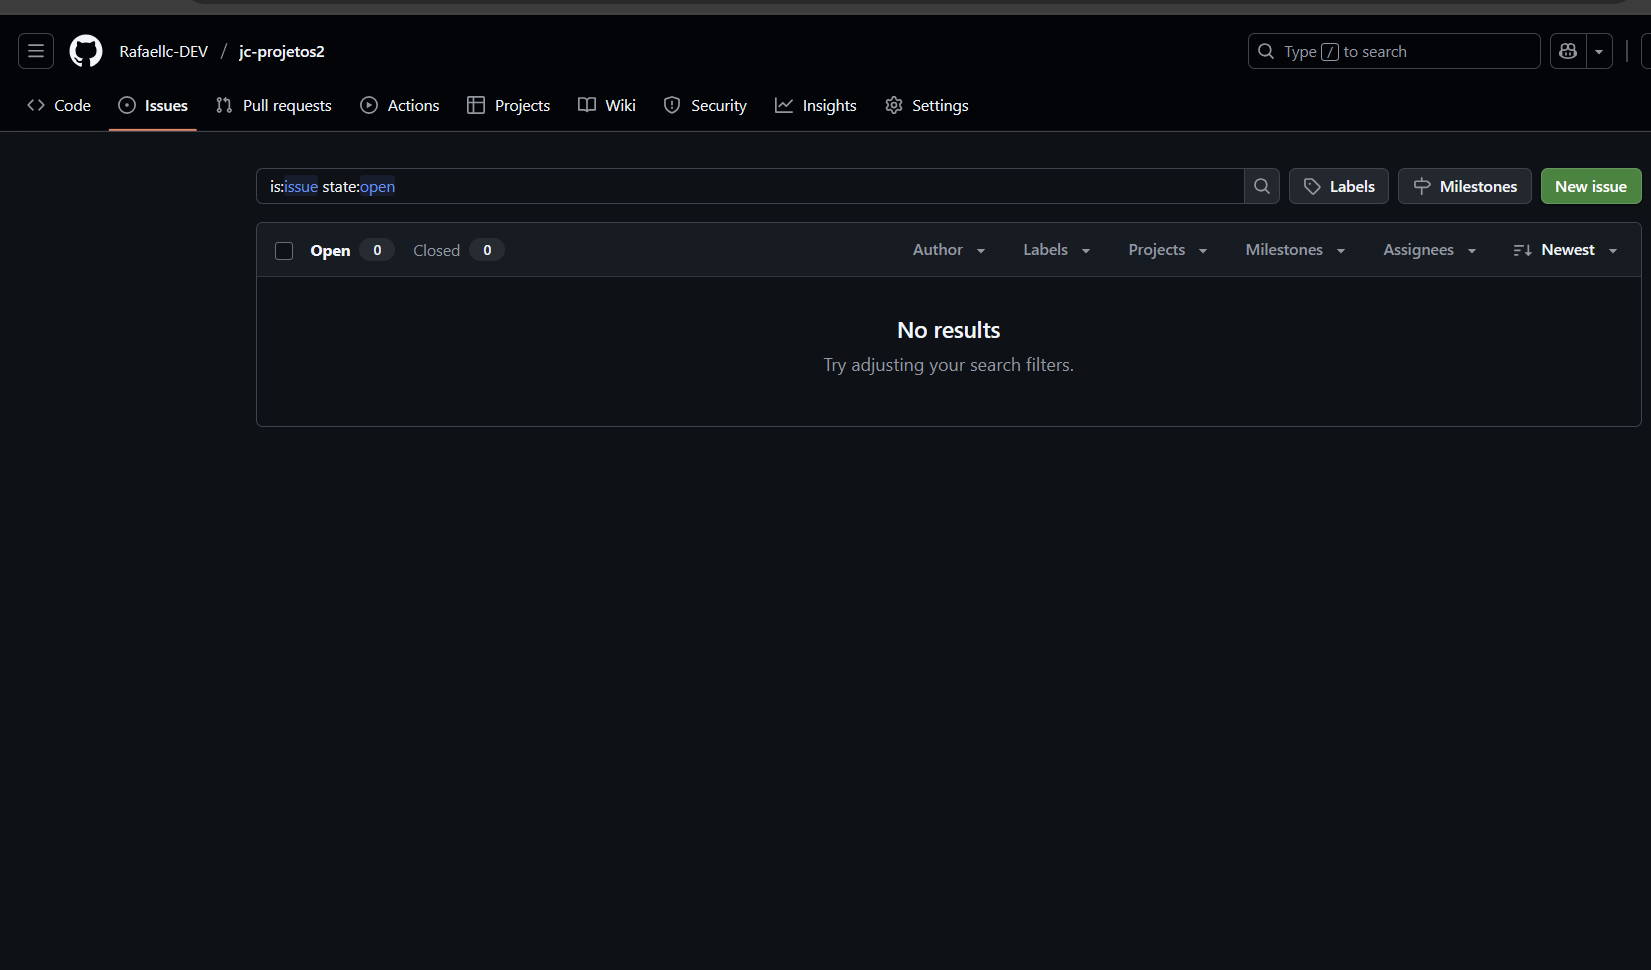 Rafaellc-DEV / jc-projetos2
Type / to search
Code Issues Pull requests Actions Projects Wiki Security Insights Settings
is:issue state:open
Labels Milestones New issue
Open 0 Closed 0 Author Labels Projects Milestones Assignees Newest
No results
Try adjusting your search filters.